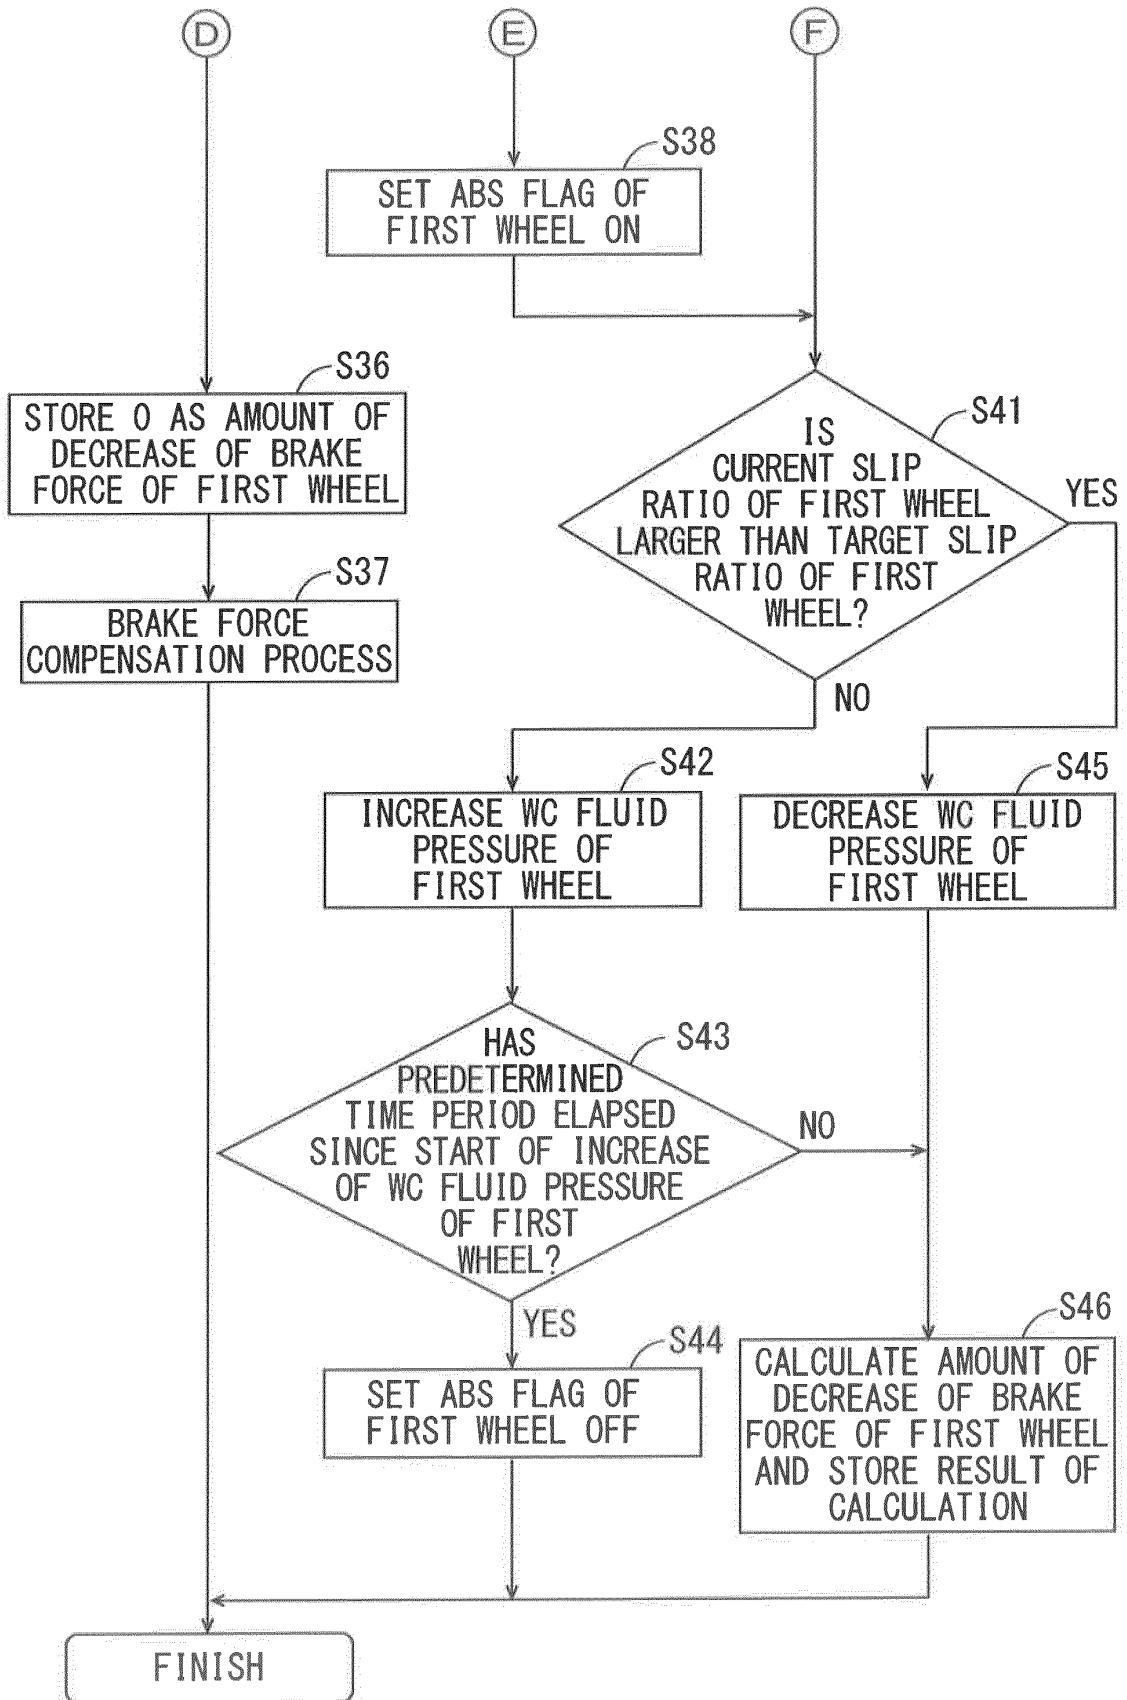 D
E
F
S38
SET ABS FLAG OF
FIRST WHEEL ON
S36
STORE 0 AS AMOUNT OF
DECREASE OF BRAKE
FORCE OF FIRST WHEEL
S37
BRAKE FORCE
COMPENSATION PROCESS
S41
IS
CURRENT SLIP
RATIO OF FIRST WHEEL
LARGER THAN TARGET SLIP
RATIO OF FIRST
WHEEL?
YES
NO
S42
INCREASE WC FLUID
PRESSURE OF
FIRST WHEEL
S45
DECREASE WC FLUID
PRESSURE OF
FIRST WHEEL
S43
HAS
PREDETERMINED
TIME PERIOD ELAPSED
SINCE START OF INCREASE
OF WC FLUID PRESSURE
OF FIRST
WHEEL?
NO
YES
S44
SET ABS FLAG OF
FIRST WHEEL OFF
S46
CALCULATE AMOUNT OF
DECREASE OF BRAKE
FORCE OF FIRST WHEEL
AND STORE RESULT OF
CALCULATION
FINISH